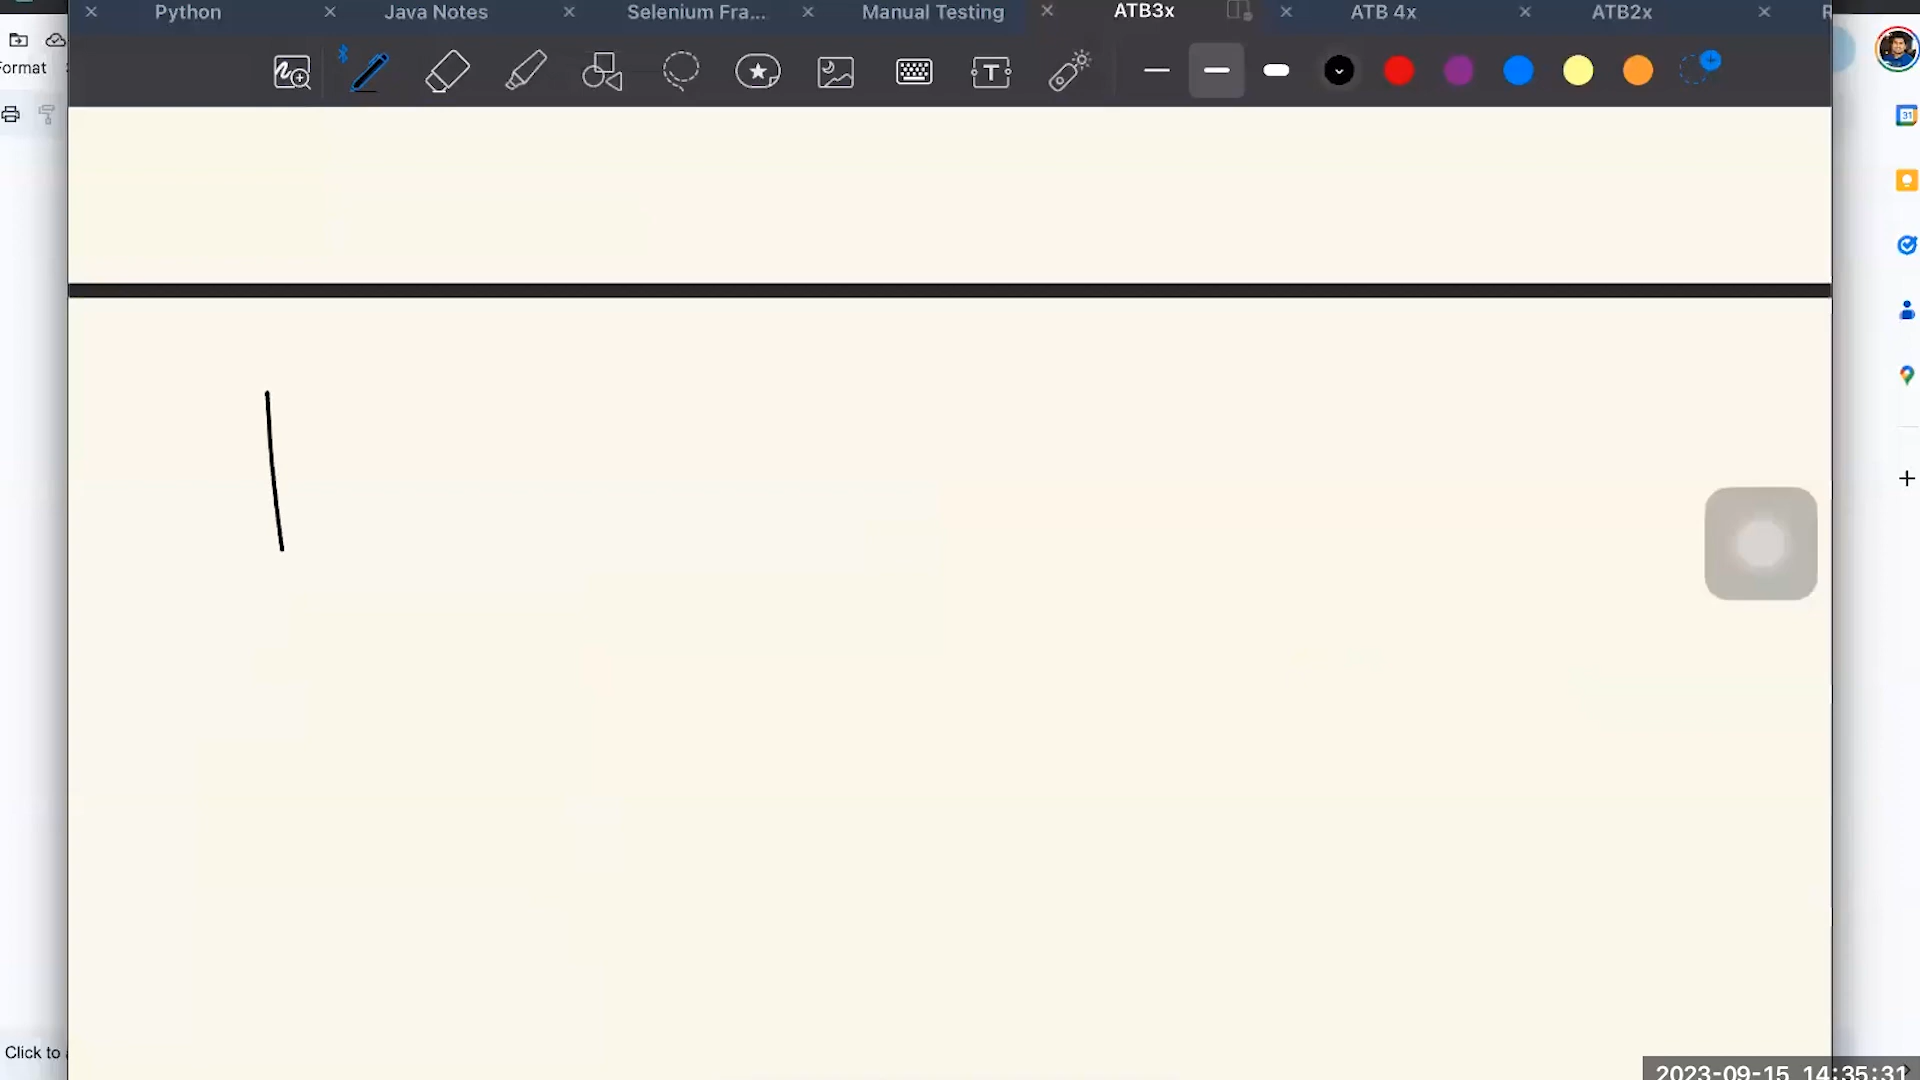 Python
Java Notes
Selenium Fra...
Manual Testing
ATB3x
ATB 4x
ATB2x
R
Format
T
31
Click to
2023-09-15 14:35:31